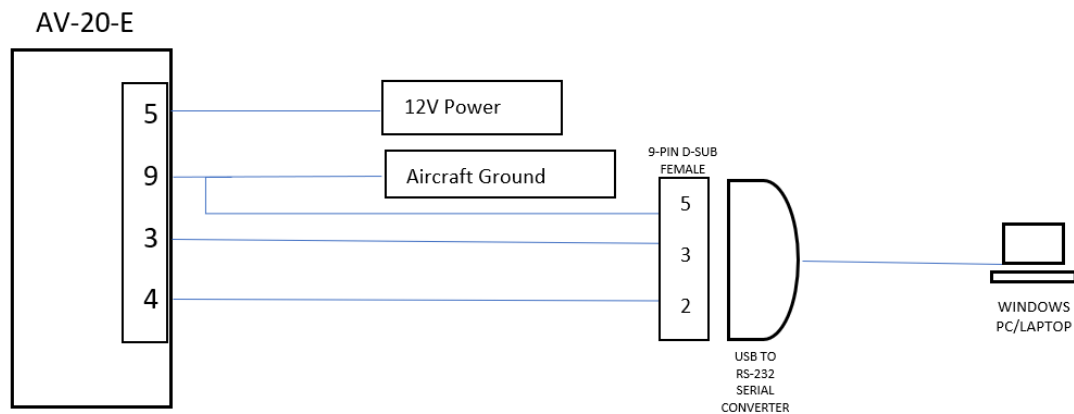 AV-20-E
5
12V Power
9
Aircraft Ground
3
4
9-PIN D-SUB
FEMALE
5
3
2
USB TO
RS-232
SERIAL
CONVERTER
WINDOWS
PC/LAPTOP